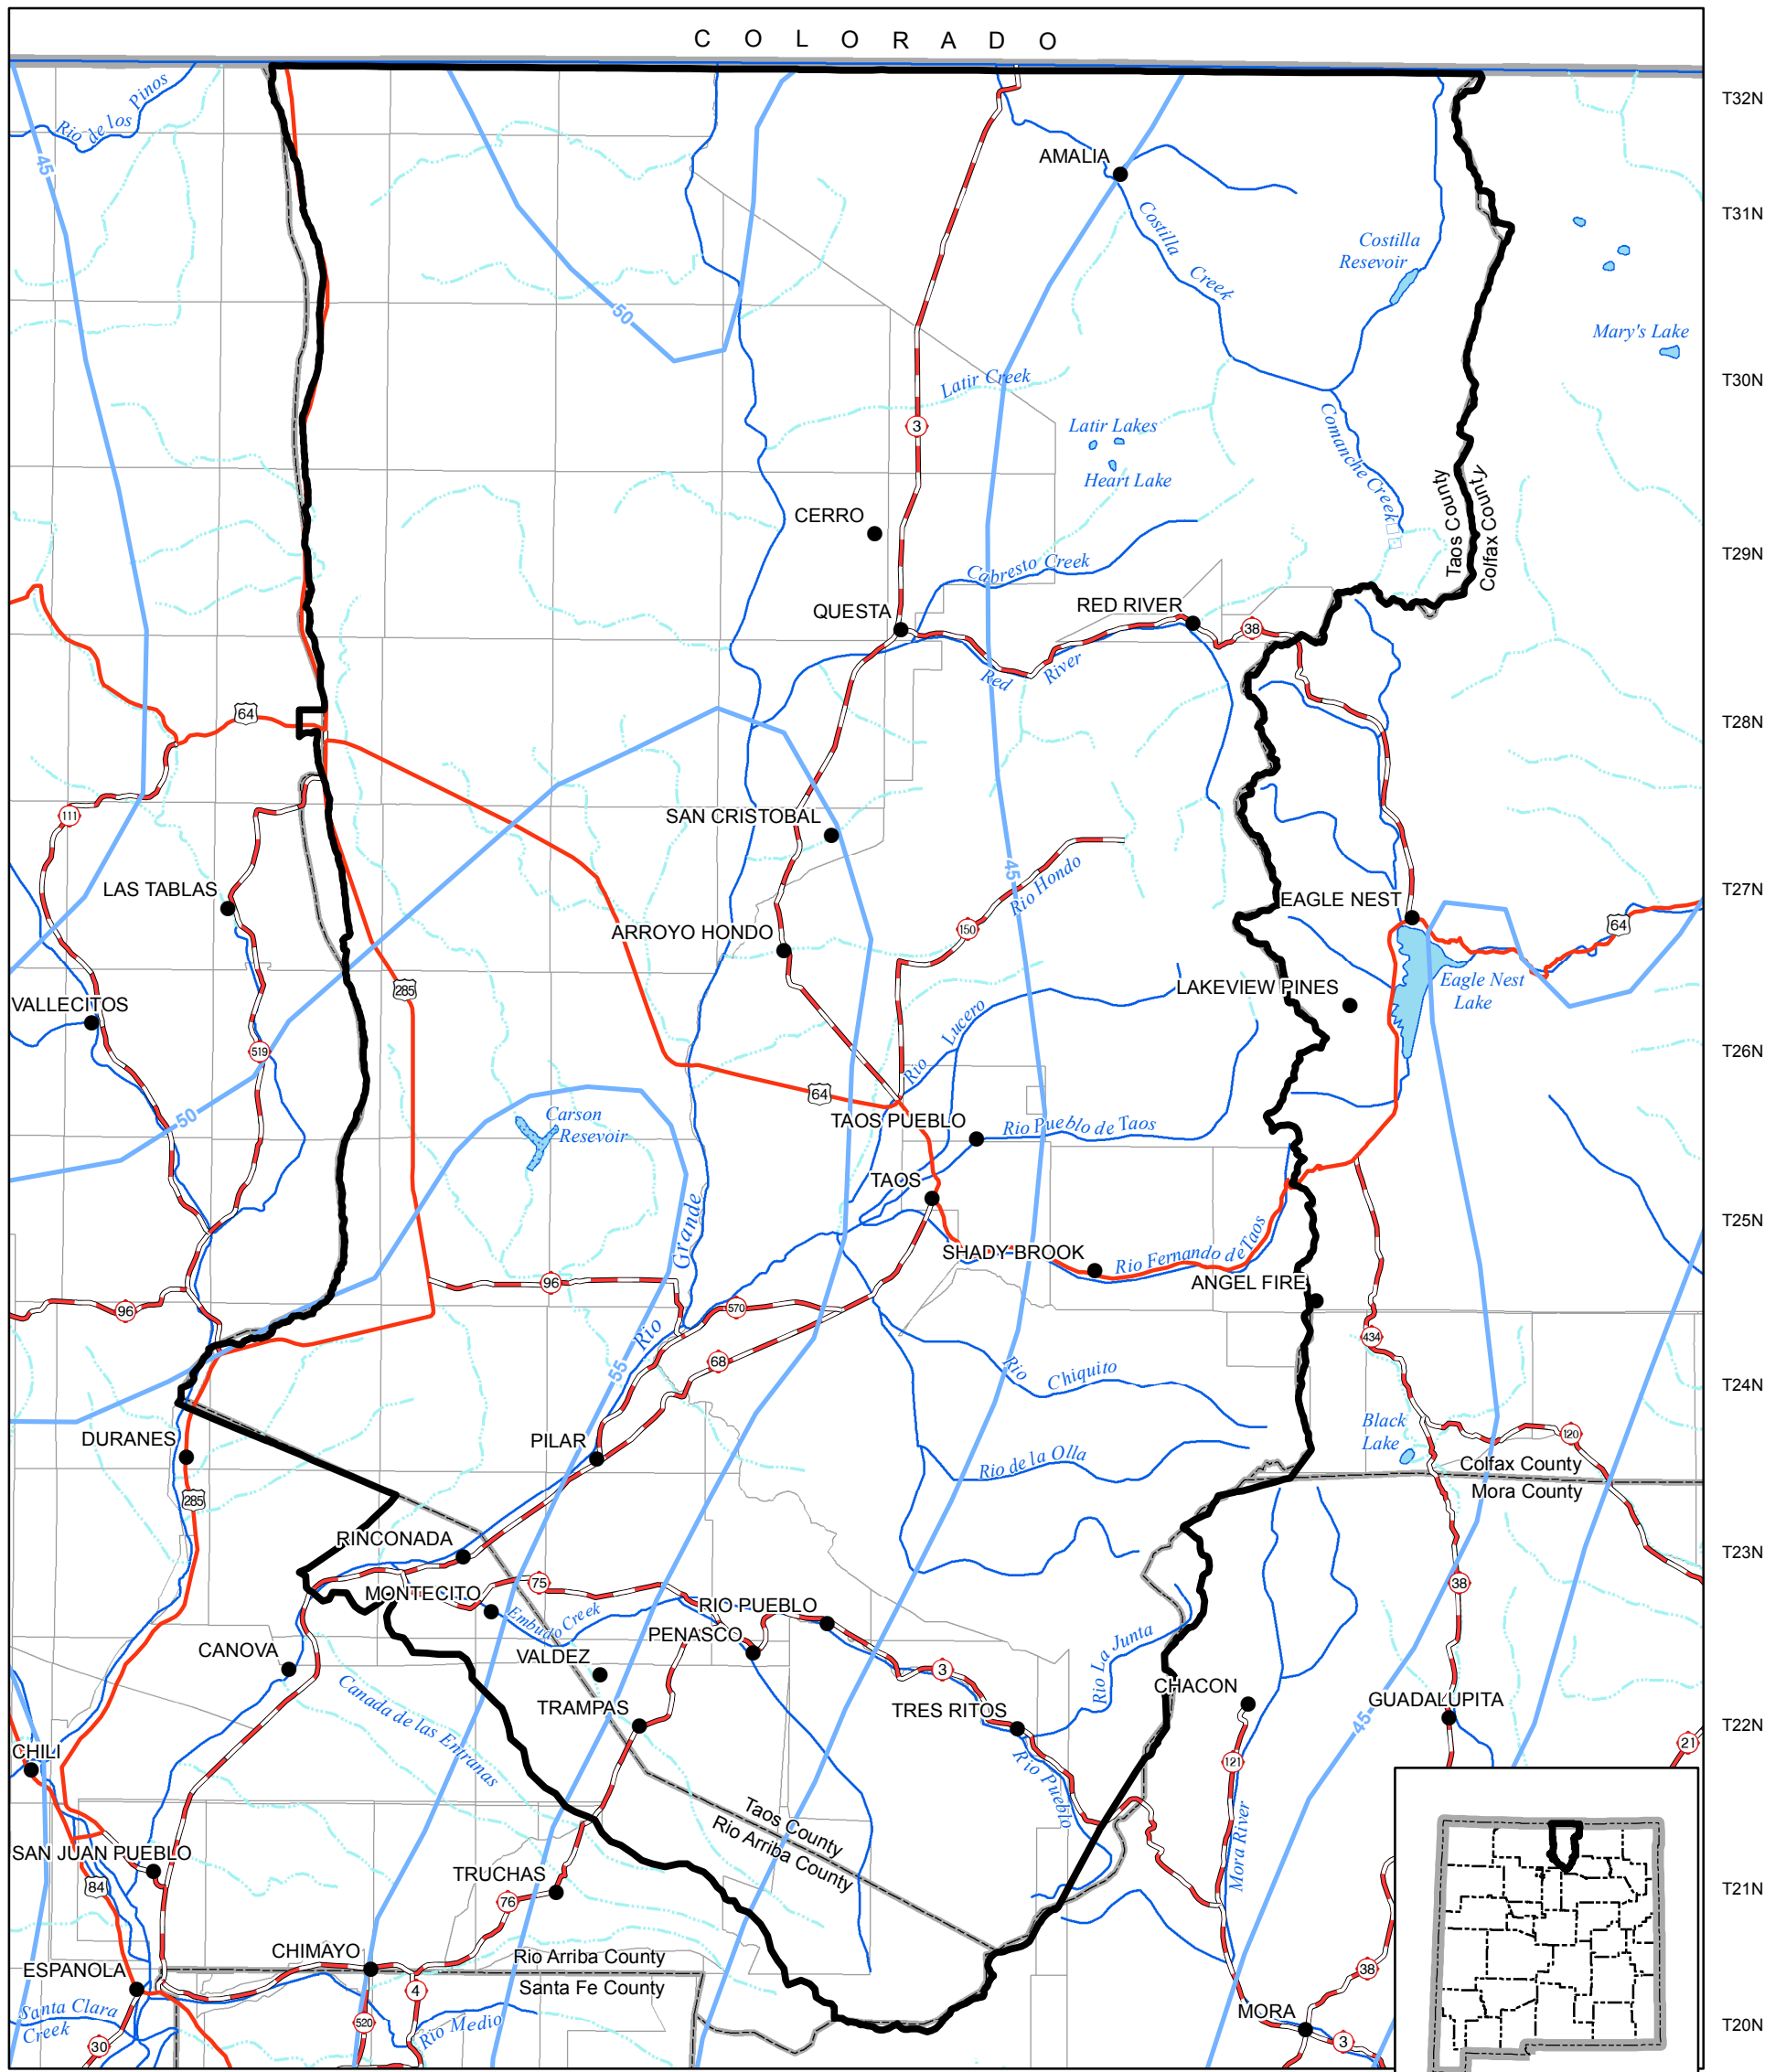 COLORADO
T32N
Rio de los Pinos
45
AMALIA
T31N
Costilla Creek
Costilla
Resevoir
50
Mary's Lake
T30N
Latir Creek
3
Latir Lakes
Heart Lake
Comanche Creek
Taos County
Colfax County
CERRO
T29N
Cabresto Creek
QUESTA
RED RIVER
38
Red River
64
T28N
111
SAN CRISTOBAL
45
Rio Hondo
LAS TABLAS
EAGLE NEST
T27N
64
ARROYO HONDO
150
285
LAKEVIEW PINES
Eagle Nest
Lake
VALLECITOS
Rio Lucero
519
T26N
50
64
Carson
Resevoir
TAOS PUEBLO
Rio Pueblo de Taos
TAOS
T25N
Rio Grande
SHADY BROOK
Rio Fernando de Taos
ANGEL FIRE
96
96
570
434
55
68
Rio Chiquito
T24N
DURANES
PILAR
Black
Lake
120
Rio de la Olla
Colfax County
Mora County
285
RINCONADA
T23N
75
38
MONTECITO
Embudo Creek
RIO PUEBLO
PENASCO
CANOVA
VALDEZ
Rio La Junta
3
CHACON
Canada de las Entranas
TRAMPAS
TRES RITOS
GUADALUPITA
45
T22N
21
CHILI
Rio Pueblo
121
Mora River
Taos County
Rio Arriba County
SAN JUAN PUEBLO
84
TRUCHAS
76
T21N
CHIMAYO
Rio Arriba County
Santa Fe County
38
ESPANOLA
4
Santa Clara
Creek
520
Rio Medio
MORA
T20N
30
3